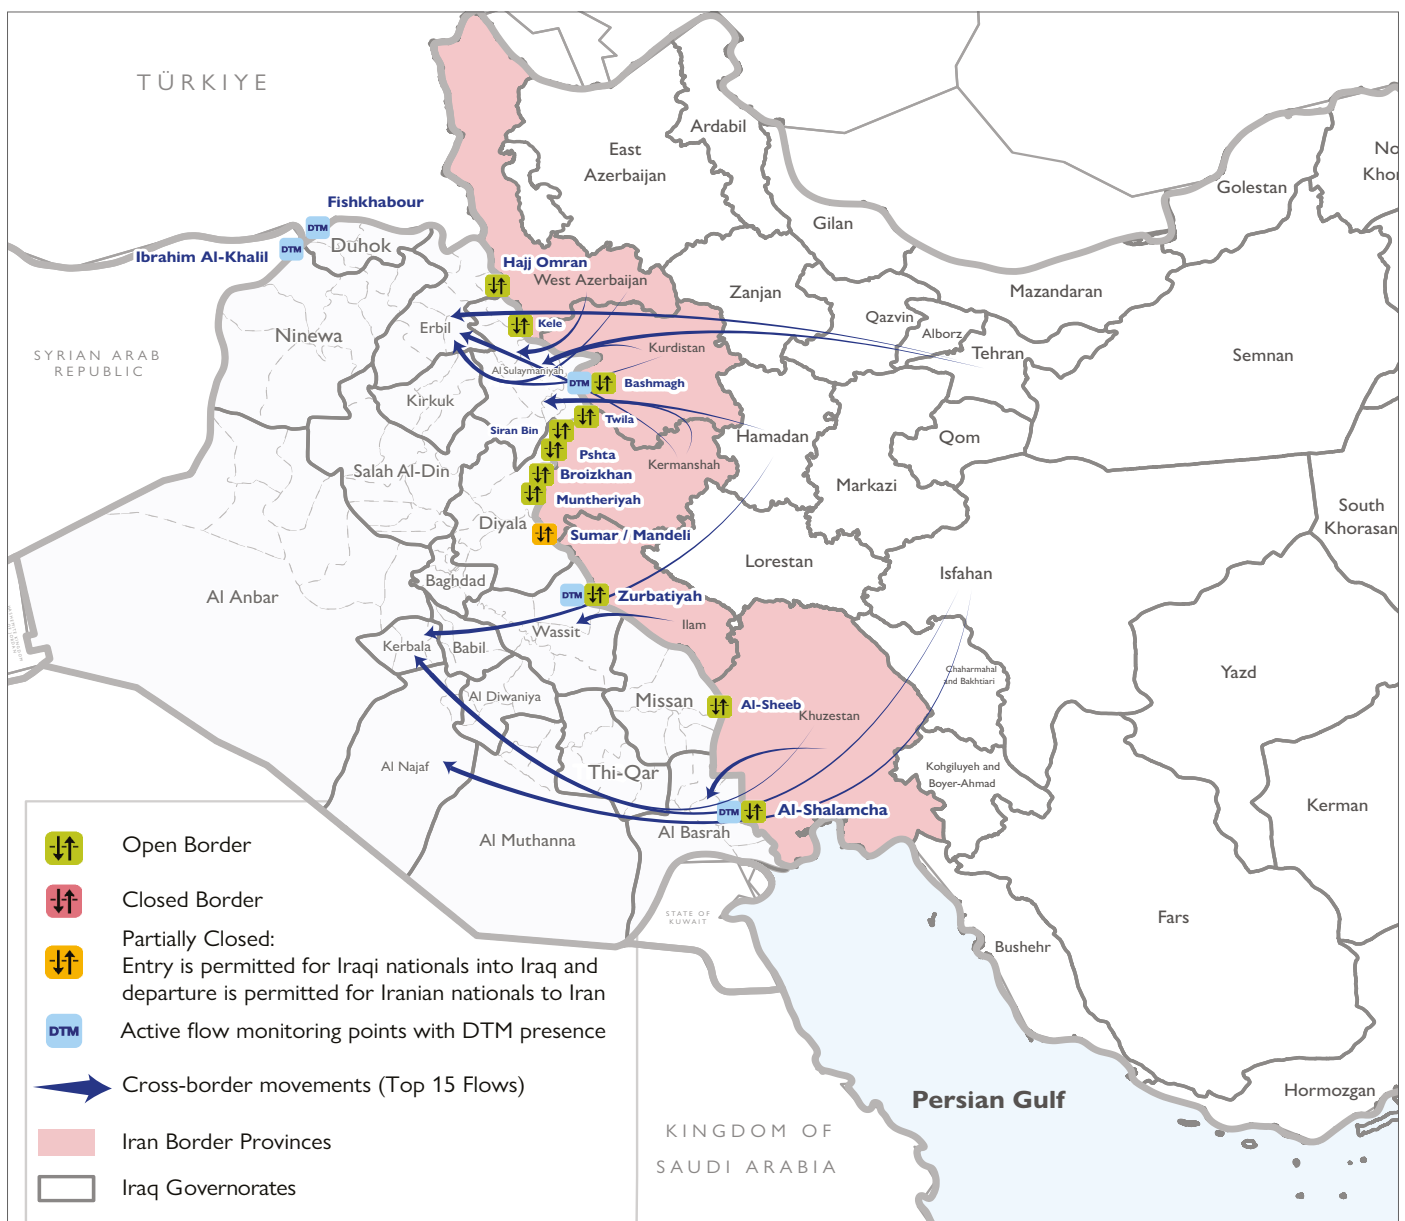 TÜRKIYE
Ardabil
East
Azerbaijan
No
Khor
Golestan
Fishkhabour
DTM
Duhok
DTM
Ibrahim Al-Khalil
Gilan
Hajj Omran
West Azerbaijan
Zanjan
Mazandaran
Qazvin
Kele
Erbil
Ninewa
Alborz
Tehran
Kurdistan
Semnan
SYRIAN ARAB
REPUBLIC
Al Sulaymaniyah
DTM
Bashmagh
Kirkuk
Twila
Siran Bin
Hamadan
Qom
Pshta
Kermanshah
Salah Al-Din
Broizkhan
Markazi
Muntheriyah
South
Khorasan
Diyala
Sumar / Mandeli
Lorestan
Isfahan
Baghdad
Al Anbar
DTM
Zurbatiyah
Ilam
Wassit
Kerbala
Babil
Chaharmahal
and Bakhtiari
Yazd
Al Diwaniya
Missan
Al-Sheeb
Khuzestan
Al Najaf
Thi-Qar
Kohgiluyeh and
Boyer-Ahmad
Kerman
DTM
Al-Shalamcha
Al Basrah
Al Muthanna
STATE OF
KUWAIT
Fars
Bushehr
Hormozgan
Persian Gulf
KINGDOM OF
SAUDI ARABIA
Open Border
Closed Border
Partially Closed:
Entry is permitted for Iraqi nationals into Iraq and
departure is permitted for Iranian nationals to Iran
DTM
Active flow monitoring points with DTM presence
Cross-border movements (Top 15 Flows)
Iran Border Provinces
Iraq Governorates